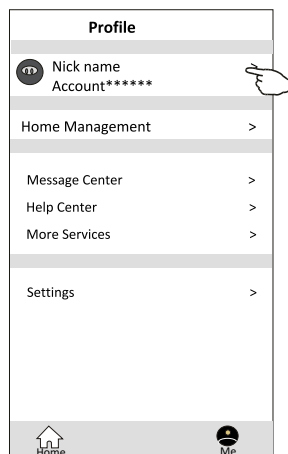 Profile
Nick name
Account******
Home Management >
Message Center >
Help Center >
More Services >
Settings >
Home Me